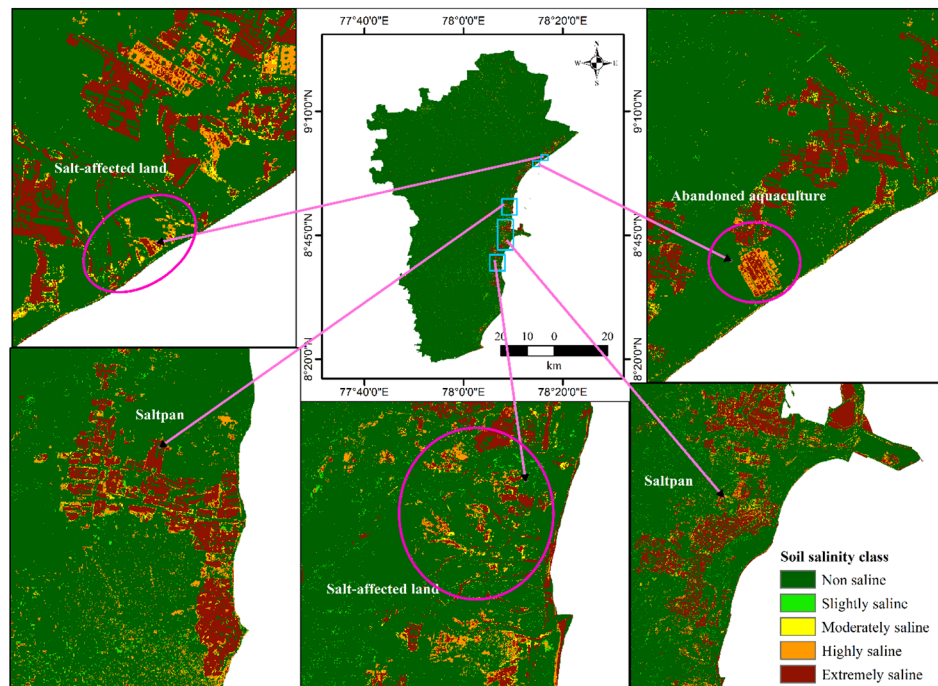 77°40'0"E 78°0'0"E 78°20'0"E
N
W E
S
9°10'0"N 9°10'0"N
Salt-affected land
Abandoned aquaculture
8°45'0"N 8°45'0"N
20 10 0 20
km
8°20'0"N 8°20'0"N
77°40'0"E 78°0'0"E 78°20'0"E
Saltpan
Saltpan
Salt-affected land
Soil salinity class
Non saline
Slightly saline
Moderately saline
Highly saline
Extremely saline